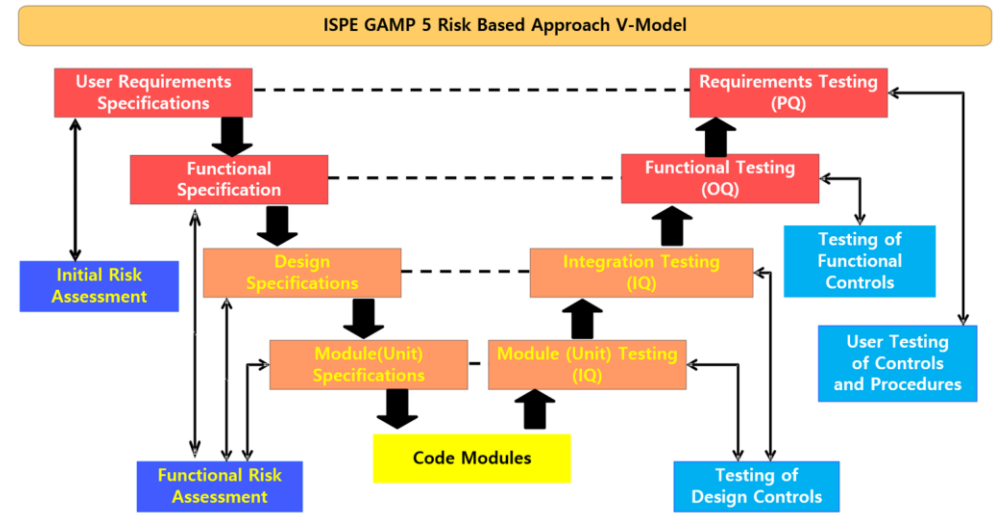 ISPE GAMP 5 Risk Based Approach V-Model
User Requirements
Specifications
Requirements Testing
(PQ)
Functional
Specification
Functional Testing
(OQ)
Testing of
Functional
Controls
Design
Specifications
Integration Testing
(IQ)
Initial Risk
Assessment
User Testing
of Controls
and Procedures
Module(Unit)
Specifications
Module (Unit) Testing
(IQ)
Code Modules
Functional Risk
Assessment
Testing of
Design Controls